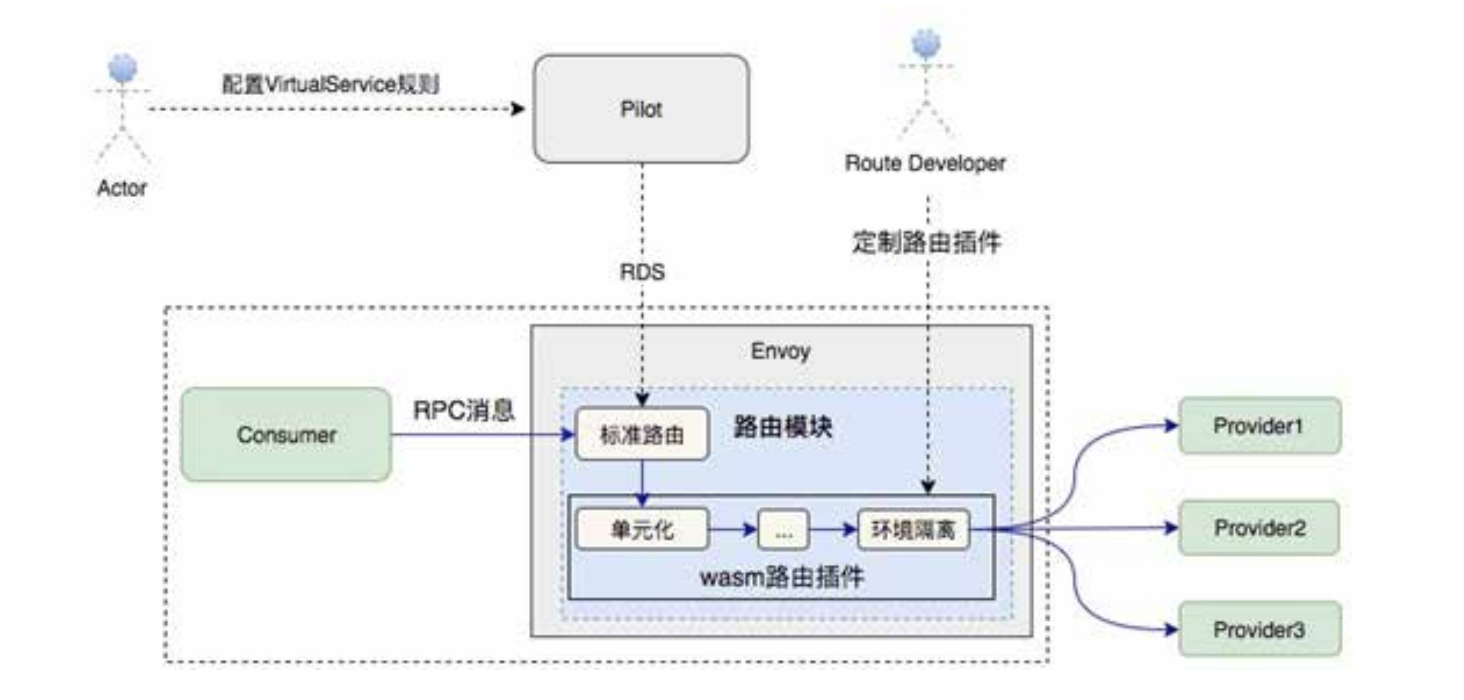 配置VirtualService规则
Pilot
Actor
Route Developer
定制路由插件
RDS
Envoy
Consumer
RPC消息
标准路由
路由模块
单元化
...
环境隔离
wasm路由插件
Provider1
Provider2
Provider3